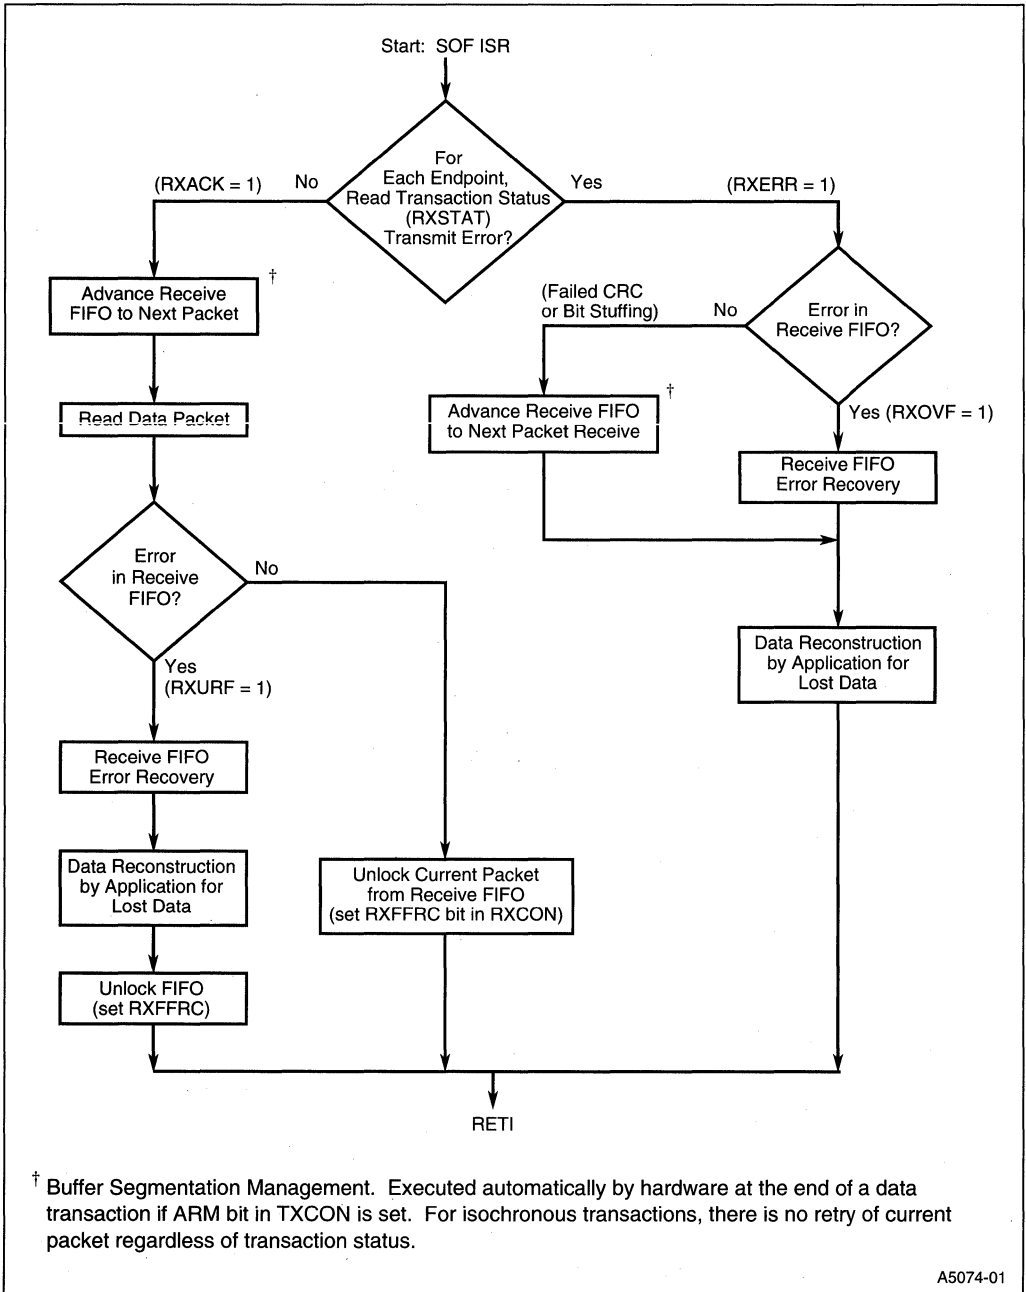 Start: SOF ISR
For
Each Endpoint,
Read Transaction Status
(RXSTAT)
Transmit Error?
(RXACK = 1) No
Yes (RXERR = 1)
†
Advance Receive
FIFO to Next Packet
Read Data Packet
Error
in Receive
FIFO?
No
Yes
(RXURF = 1)
Receive FIFO
Error Recovery
Data Reconstruction
by Application for
Lost Data
Unlock FIFO
(set RXFFRC)
Unlock Current Packet
from Receive FIFO
(set RXFFRC bit in RXCON)
Error in
Receive FIFO?
(Failed CRC
or Bit Stuffing)
No
†
Advance Receive FIFO
to Next Packet Receive
Yes (RXOVF = 1)
Receive FIFO
Error Recovery
Data Reconstruction
by Application for
Lost Data
RETI
† Buffer Segmentation Management. Executed automatically by hardware at the end of a data
transaction if ARM bit in TXCON is set. For isochronous transactions, there is no retry of current
packet regardless of transaction status.
A5074-01